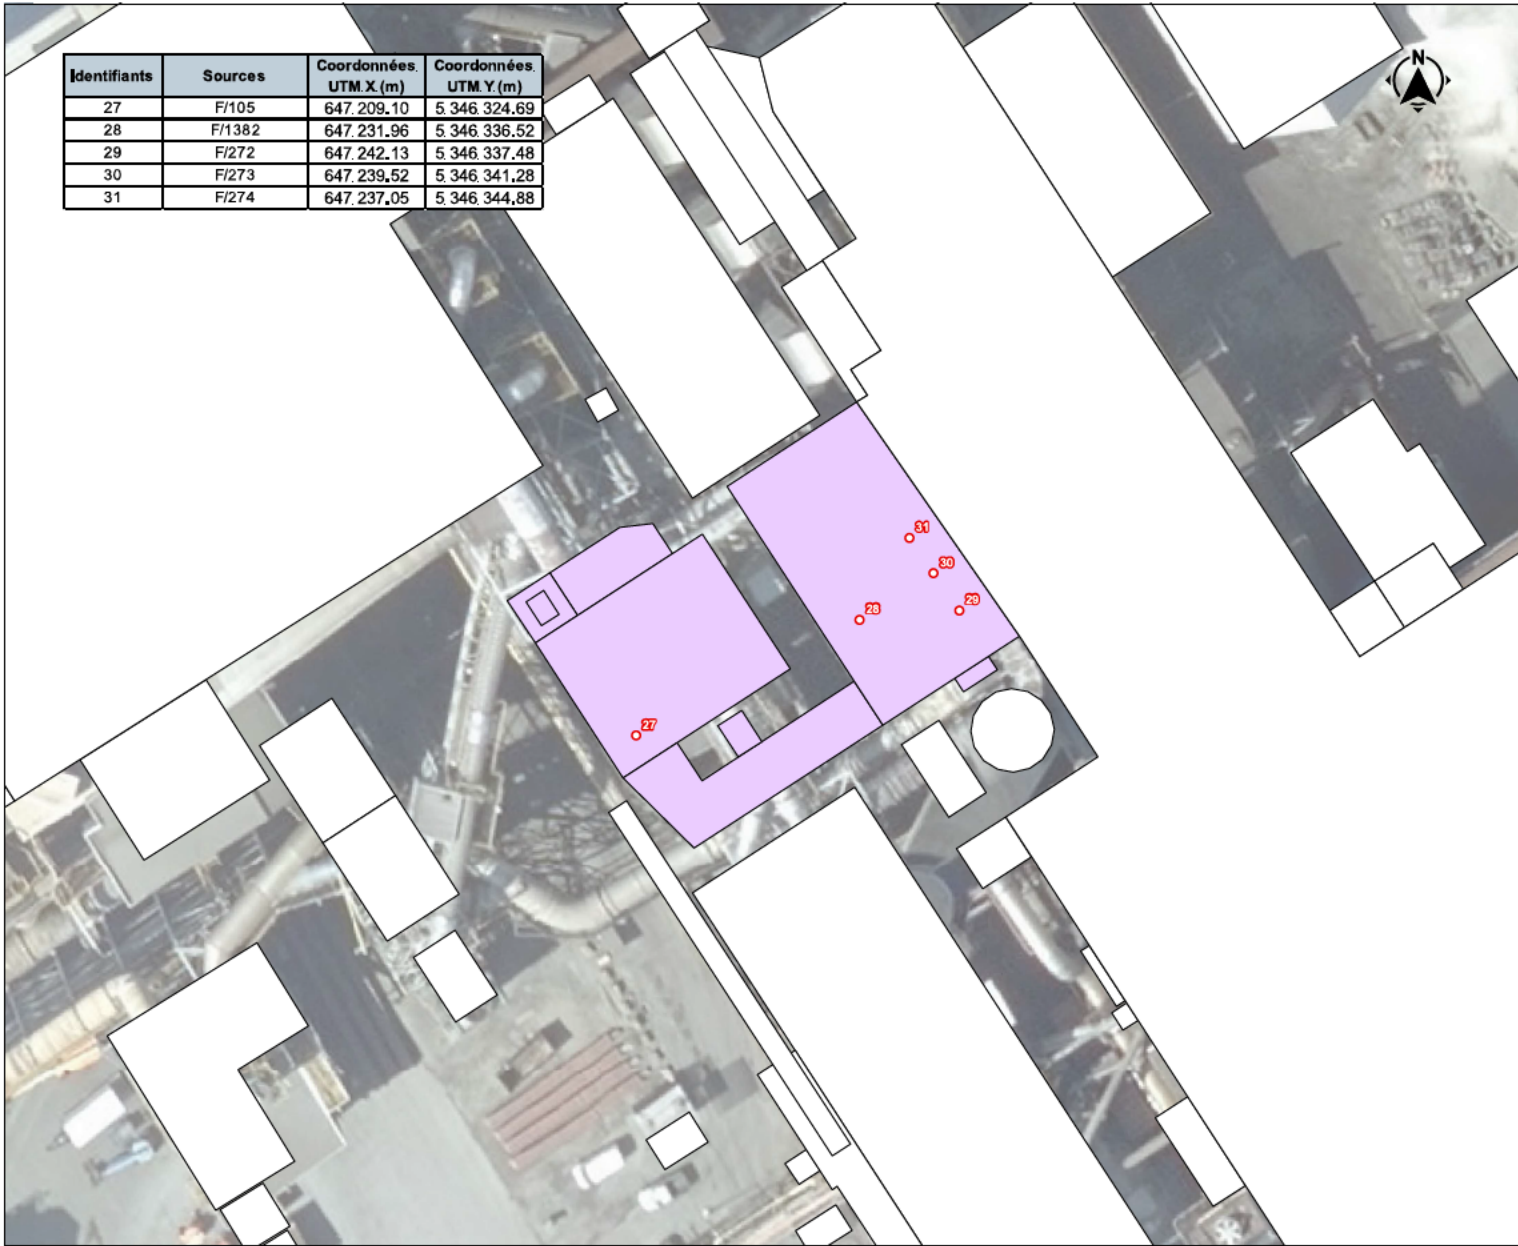 N
Identifiants Sources Coordonnées UTM X (m) Coordonnées UTM Y (m)
27 F/105 647 209.10 5 346 324.69
28 F/1382 647 231.96 5 346 336.52
29 F/272 647 242.13 5 346 337.48
30 F/273 647 239.52 5 346 341.28
31 F/274 647 237.05 5 346 344.88
31
30
29
28
27